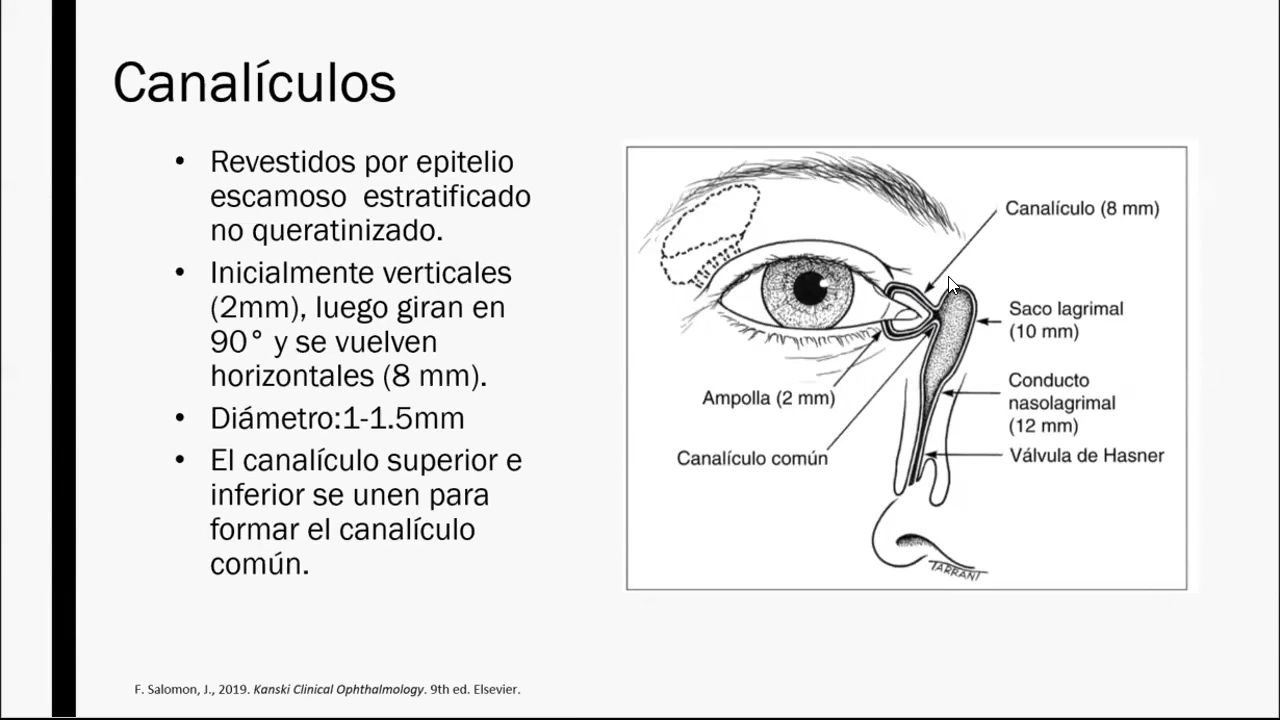 Canalículos
• Revestidos por epitelio
escamoso  estratificado
no queratinizado.
• Inicialmente verticales
(2mm), luego giran en
90° y se vuelven
horizontales (8 mm).
• Diámetro:1-1.5mm
• El canalículo superior e
inferior se unen para
formar el canalículo
común.
Canalículo (8 mm)
Saco lagrimal
(10 mm)
Conducto
nasolagrimal
(12 mm)
Válvula de Hasner
Ampolla (2 mm)
Canalículo común
TARRANT
F. Salomon, J., 2019. Kanski Clinical Ophthalmology. 9th ed. Elsevier.